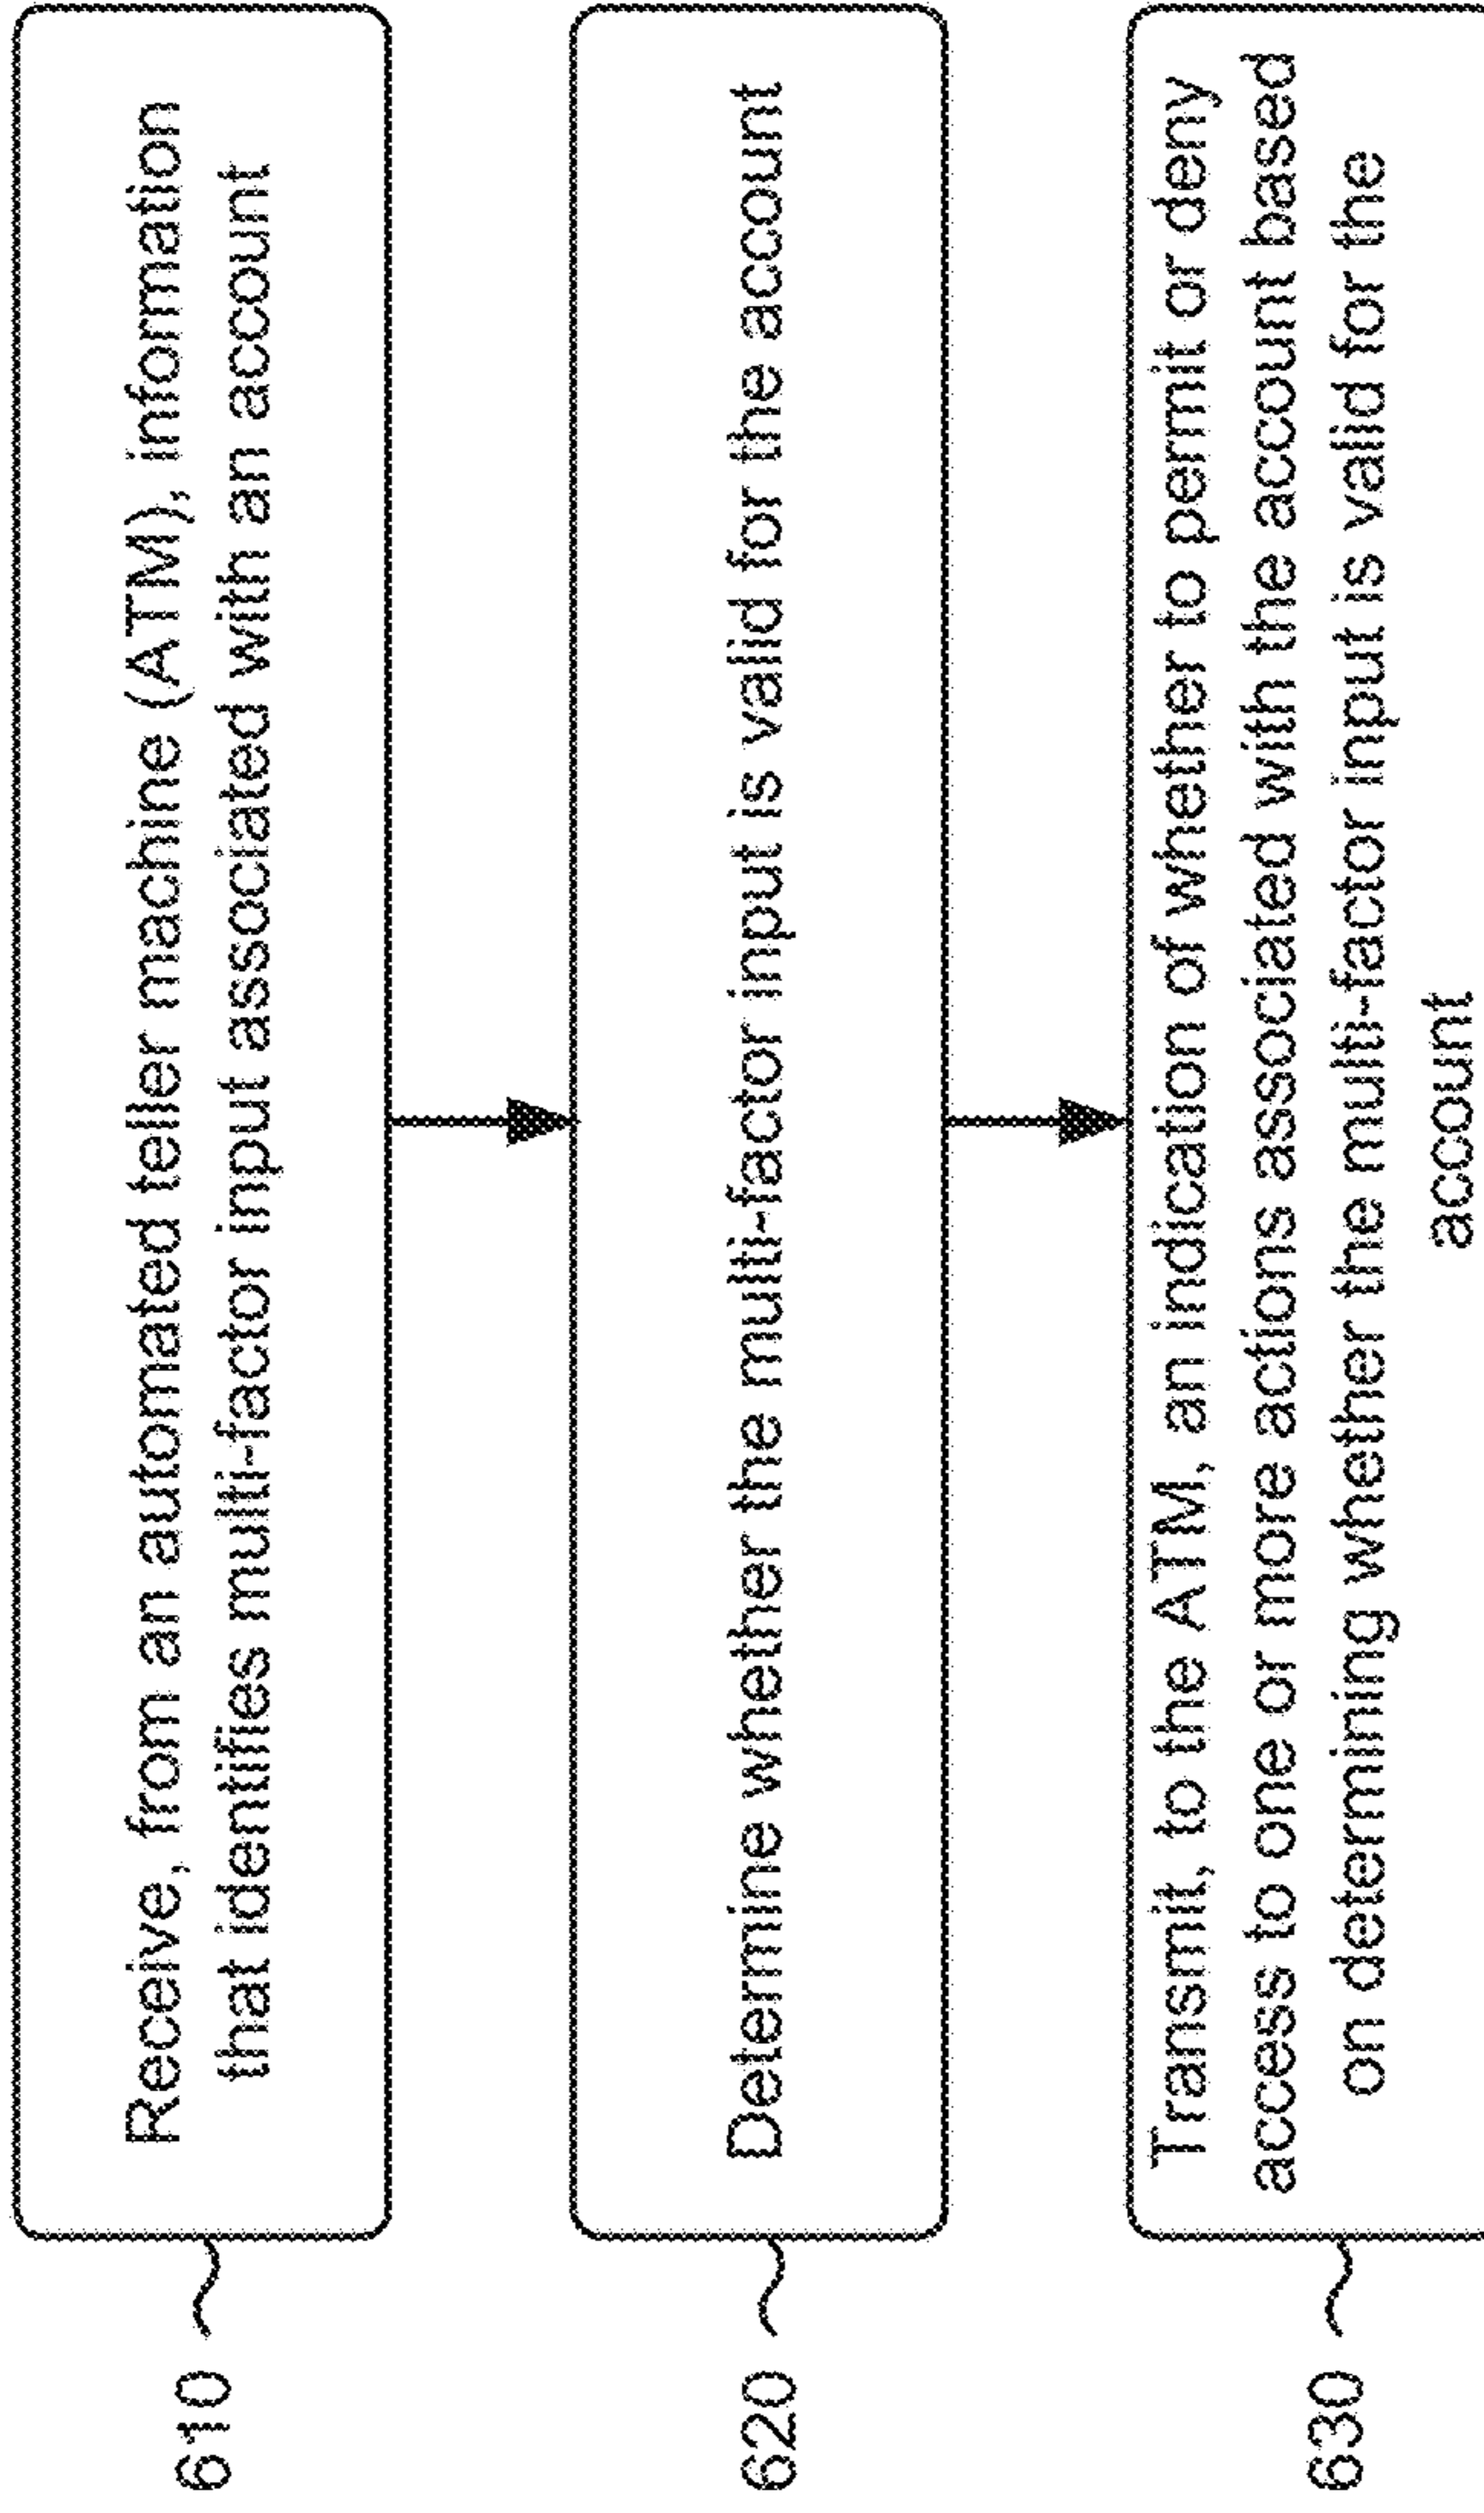 610
Receive, from an automated teller machine (ATM), information
that identifies multi-factor input associated with an account
620
Determine whether the multi-factor input is valid for the account
630
Transmit, to the ATM, an indication of whether to permit or deny
access to one or more actions associated with the account based
on determining whether the multi-factor input is valid for the
account